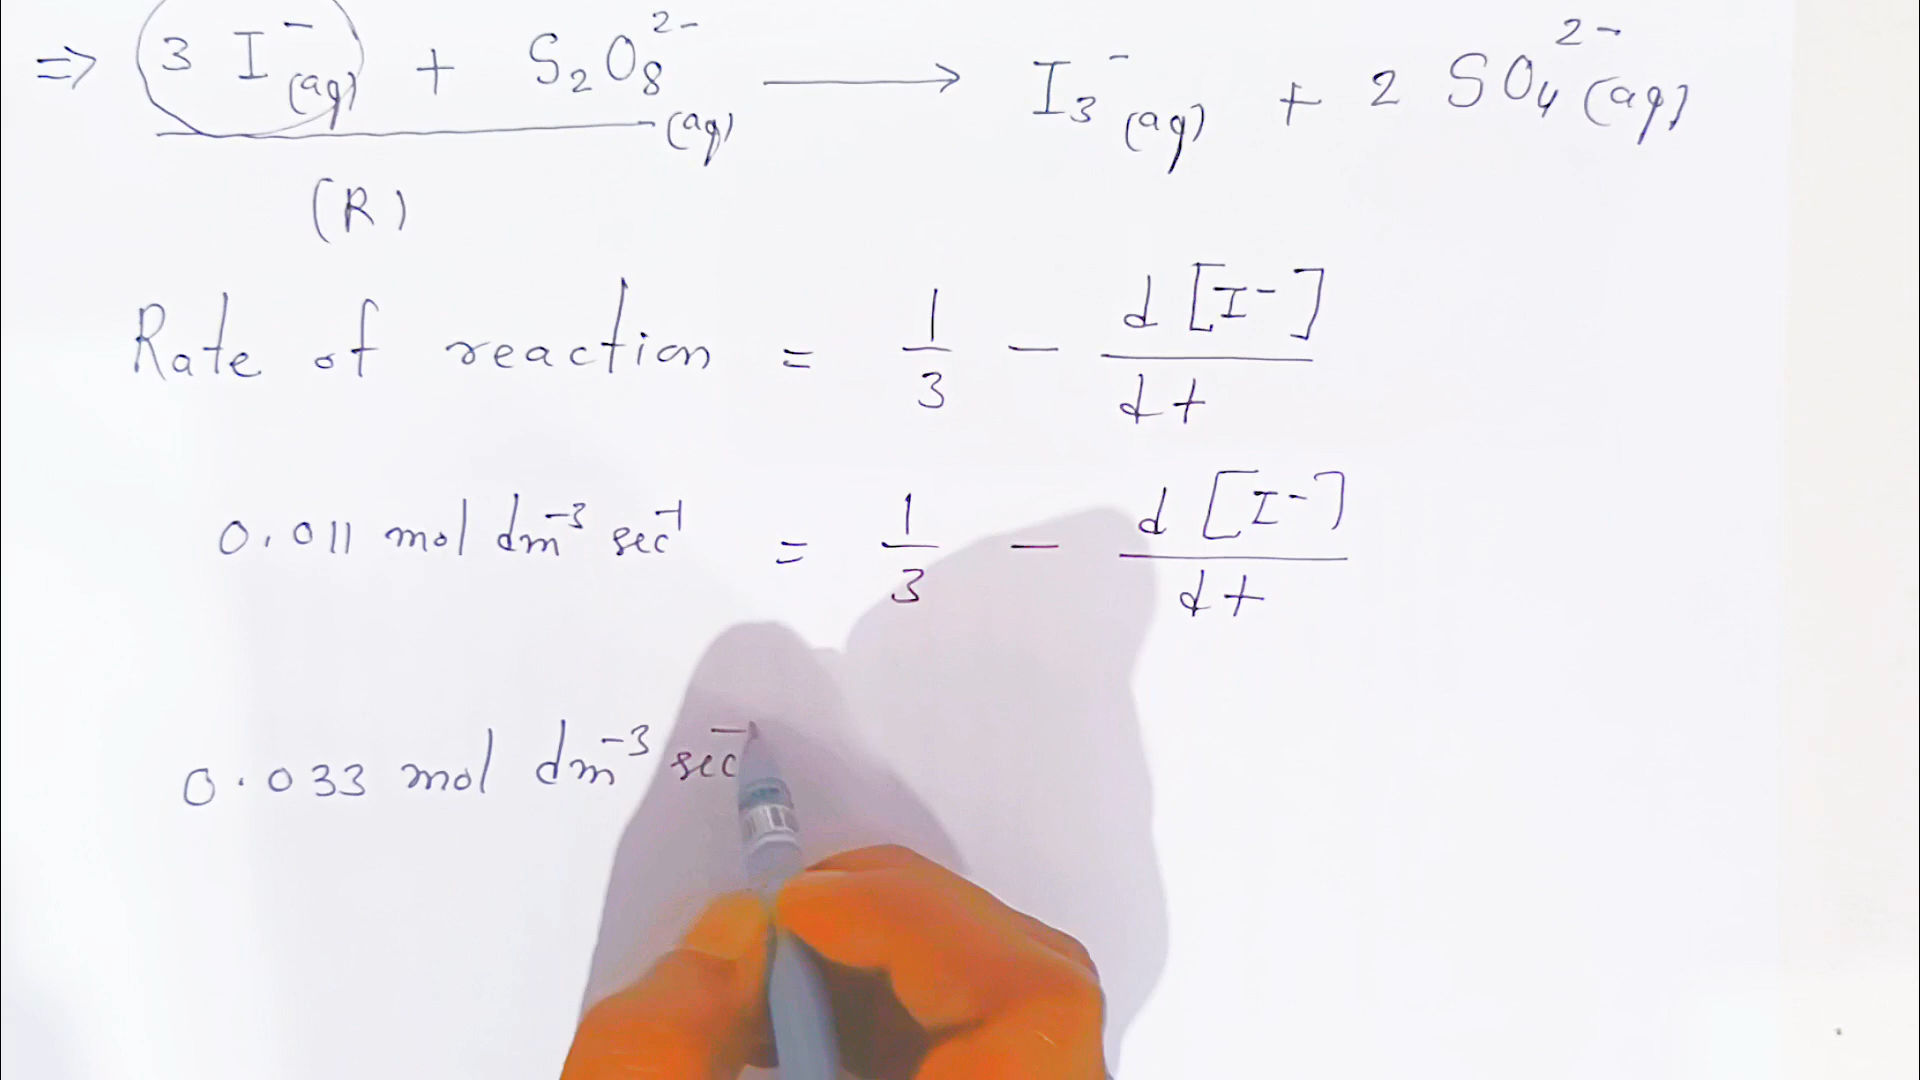 ⇒ 3 I⁻(aq) + S₂O₈²⁻(aq) ⟶ I₃⁻(aq) + 2 SO₄²⁻(aq)
(R)
Rate of reaction = 1/3 - d[I⁻]/dt
0.011 mol dm⁻³ sec⁻¹ = 1/3 - d[I⁻]/dt
0.033 mol dm⁻³ sec⁻